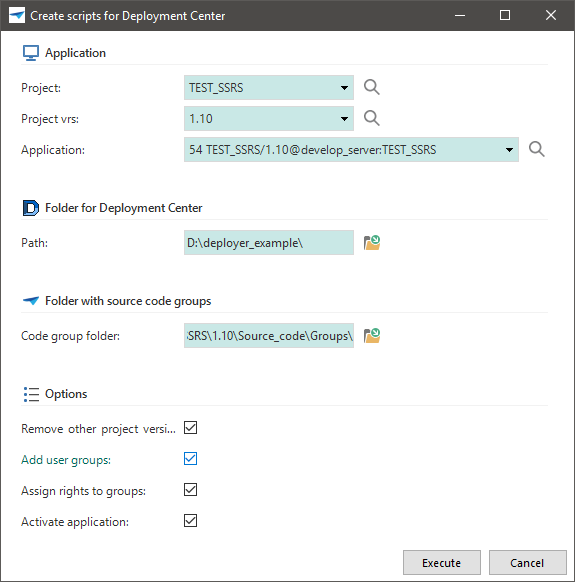 Create scripts for Deployment Center
Application
Project: TEST_SSRS
Project vrs: 1.10
Application: 54 TEST_SSRS/1.10@develop_server:TEST_SSRS
Folder for Deployment Center
Path: D:\deployer_example\
Folder with source code groups
Code group folder: SRS\1.10\Source_code\Groups\
Options
Remove other project versi...
Add user groups:
Assign rights to groups:
Activate application:
Execute Cancel